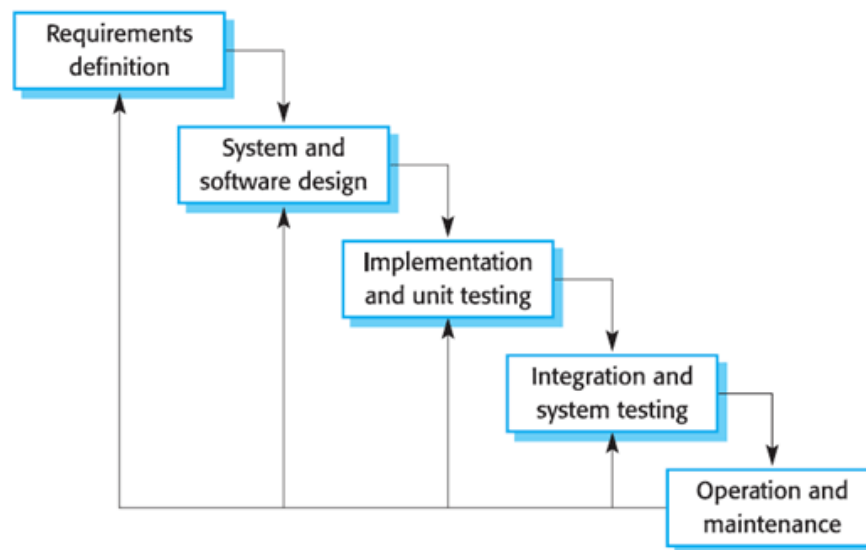 Requirements
definition
System and
software design
Implementation
and unit testing
Integration and
system testing
Operation and
maintenance